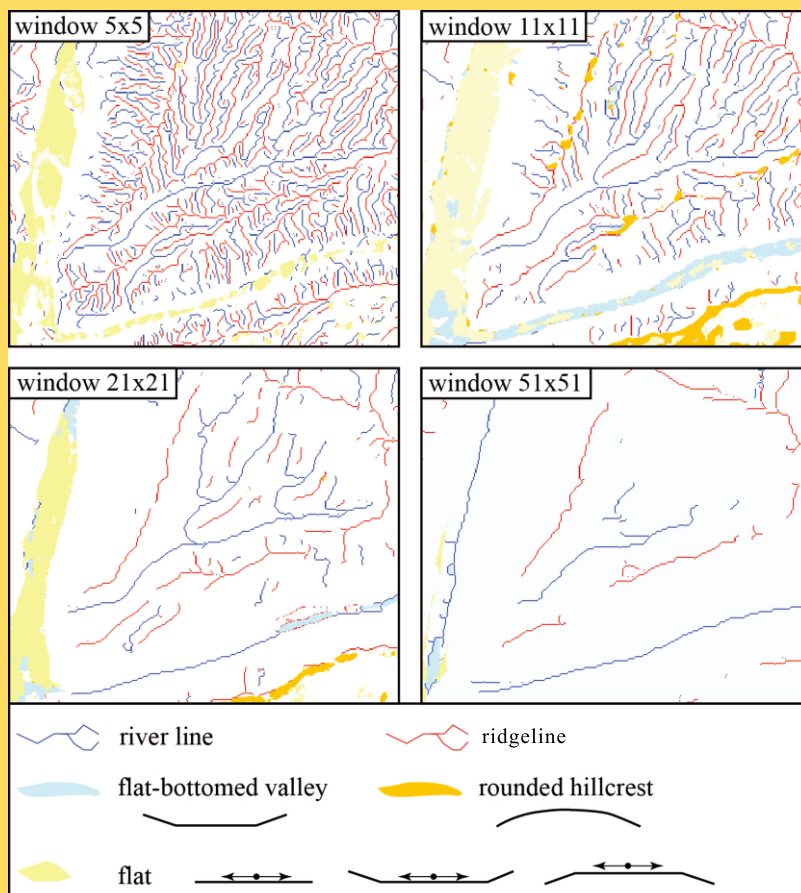 window 5x5
window 11x11
window 21x21
window 51x51
river line
ridgeline
flat-bottomed valley
rounded hillcrest
flat